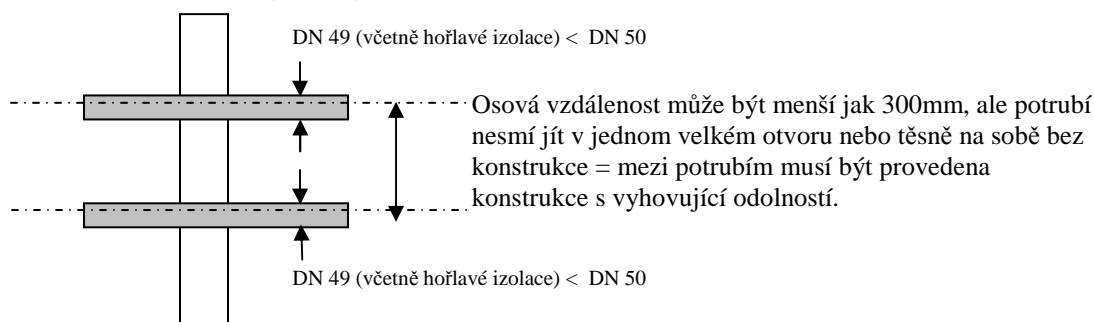 DN 49 (včetně hořlavé izolace) < DN 50
Osová vzdálenost může být menší jak 300mm, ale potrubí
nesmí jít v jednom velkém otvoru nebo těsně na sobě bez
konstrukce = mezi potrubím musí být provedena
konstrukce s vyhovující odolností.
DN 49 (včetně hořlavé izolace) < DN 50